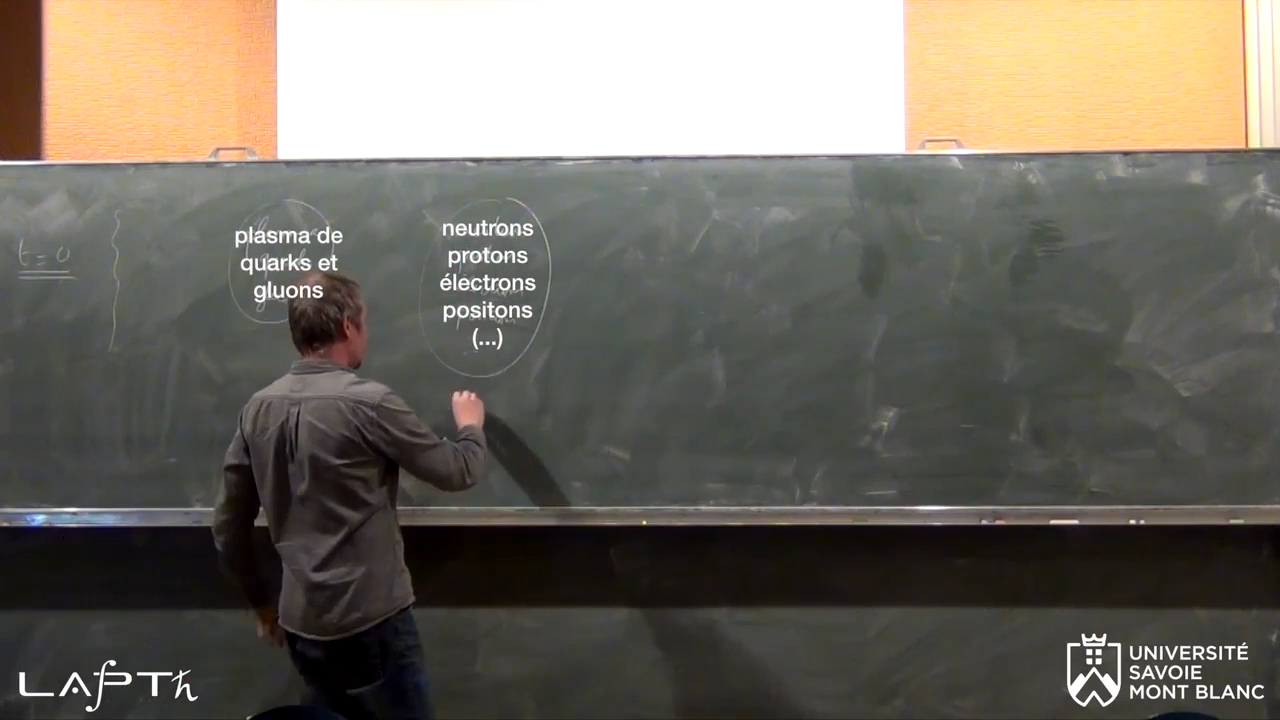 t = 0
plasma de
quarks et
gluons
neutrons
protons
électrons
positons
(...)
LAPTh
UNIVERSITÉ
SAVOIE
MONT BLANC